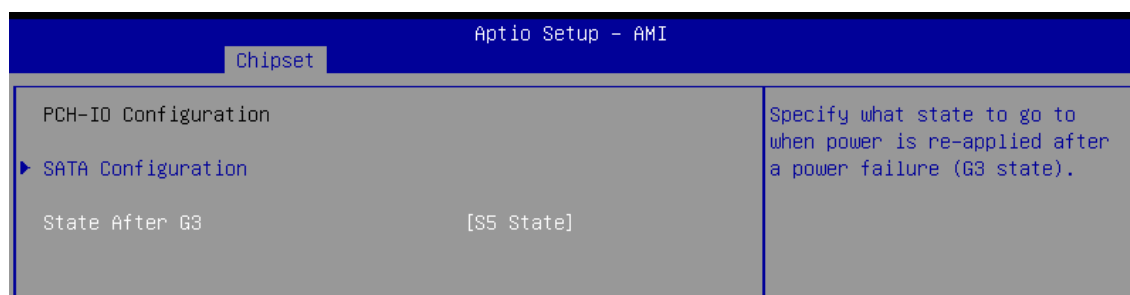 Aptio Setup – AMI
Chipset
PCH-IO Configuration
SATA Configuration
State After G3 [S5 State]
Specify what state to go to
when power is re-applied after
a power failure (G3 state).